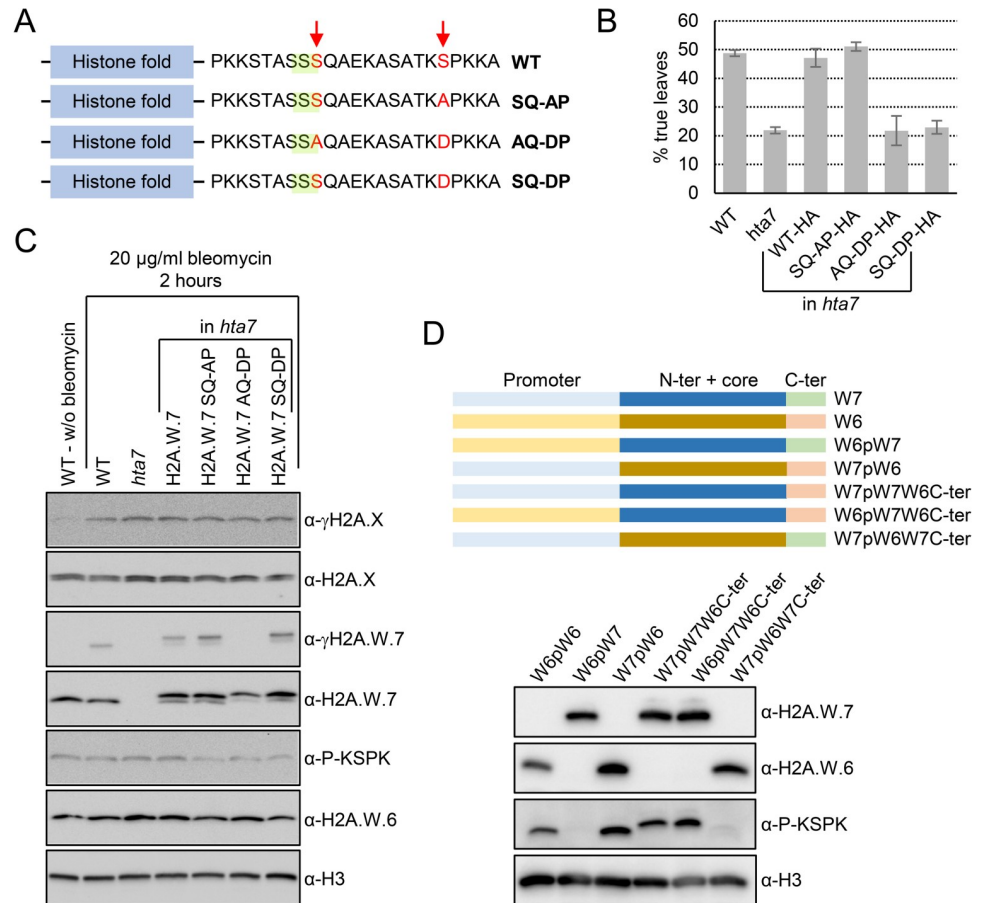 A
Histone fold PKKSTASSSQAEKASATKSPKKA WT
Histone fold PKKSTASSSQAEKASATKAPKKA SQ-AP
Histone fold PKKSTASSAQAEKASATKDPKKA AQ-DP
Histone fold PKKSTASSSQAEKASATKDPKKA SQ-DP
B
% true leaves
60
50
40
30
20
10
0
WT
hta7
WT-HA
SQ-AP-HA
AQ-DP-HA
SQ-DP-HA
in hta7
C
20 µg/ml bleomycin
2 hours
in hta7
WT - w/o bleomycin
WT
hta7
H2A.W.7
H2A.W.7 SQ-AP
H2A.W.7 AQ-DP
H2A.W.7 SQ-DP
α-γH2A.X
α-H2A.X
α-γH2A.W.7
α-H2A.W.7
α-P-KSPK
α-H2A.W.6
α-H3
D
Promoter N-ter + core C-ter
W7
W6
W6pW7
W7pW6
W7pW7W6C-ter
W6pW7W6C-ter
W7pW6W7C-ter
W6pW6
W6pW7
W7pW6
W7pW7W6C-ter
W6pW7W6C-ter
W7pW6W7C-ter
α-H2A.W.7
α-H2A.W.6
α-P-KSPK
α-H3